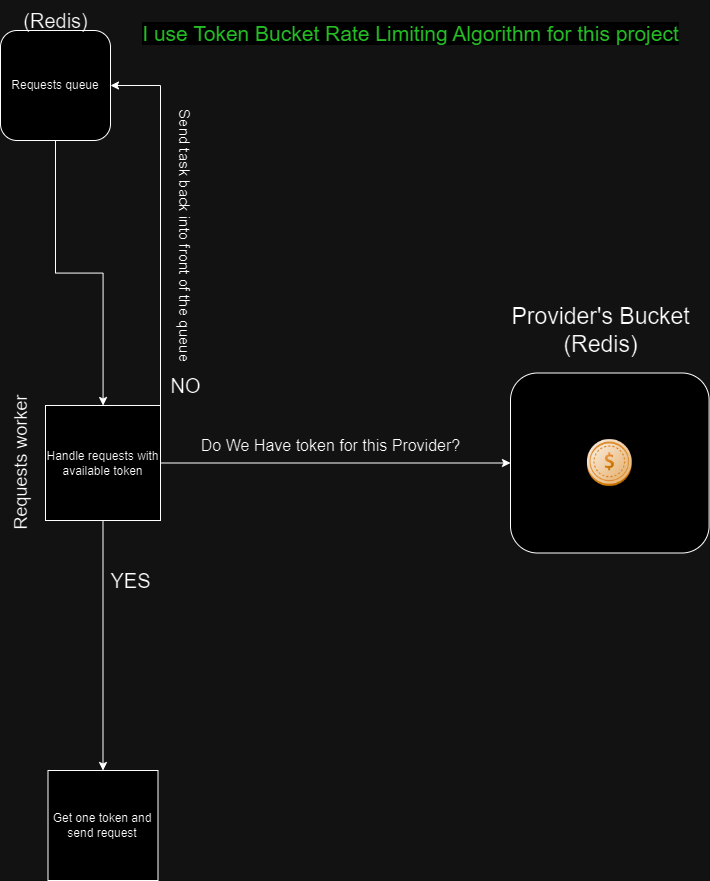 (Redis)
I use Token Bucket Rate Limiting Algorithm for this project
Requests queue
Send task back into front of the queue
Provider's Bucket
(Redis)
NO
Requests worker
Do We Have token for this Provider?
Handle requests with
available token
$
YES
Get one token and
send request